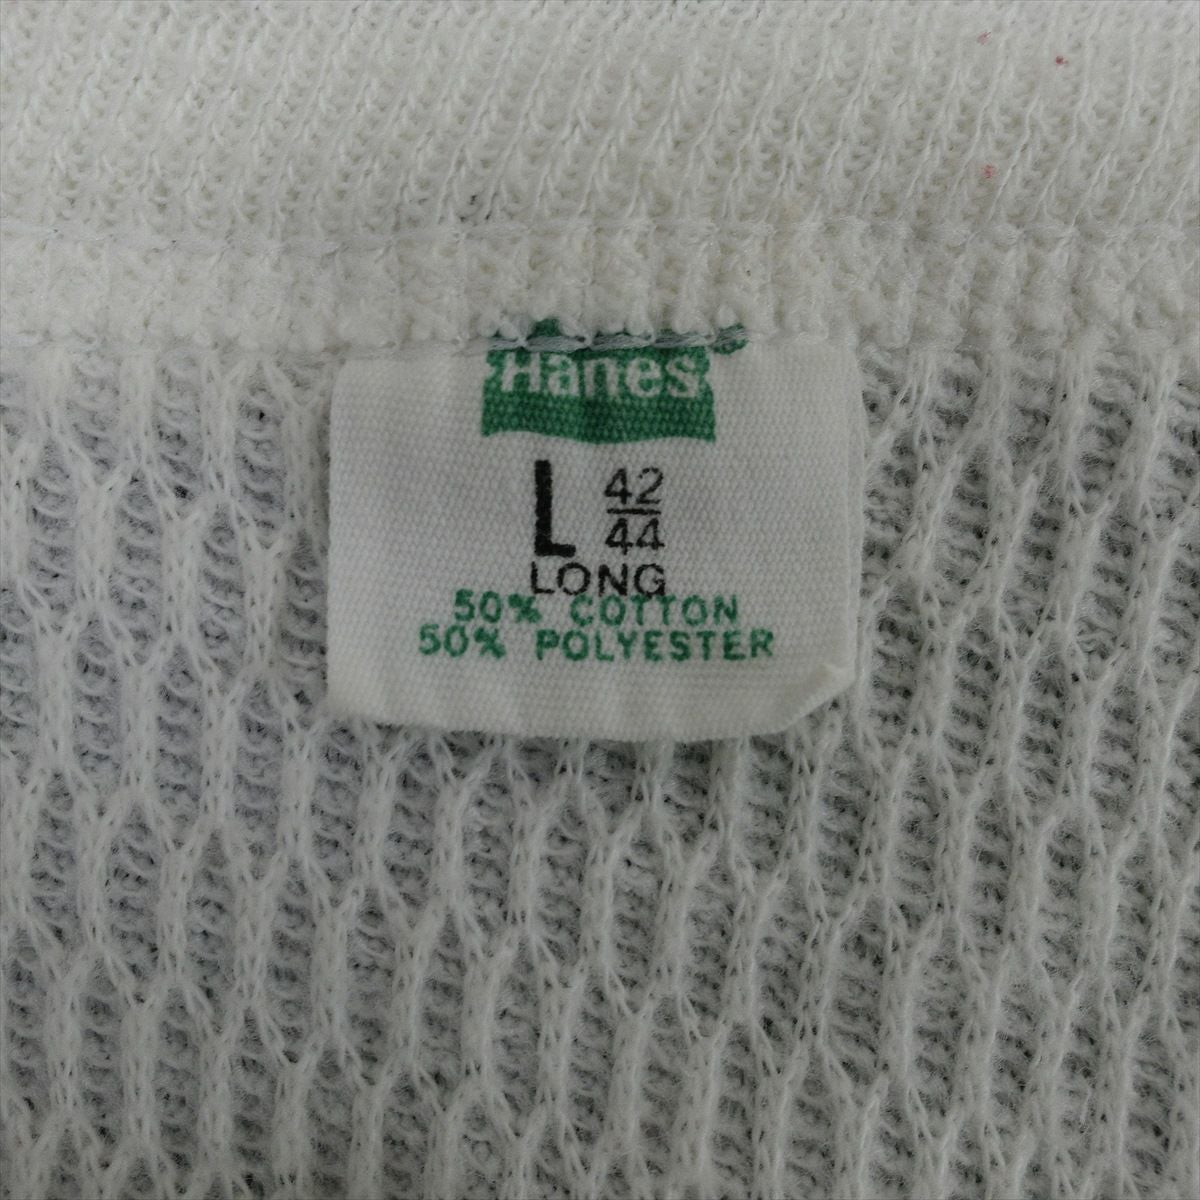 Hanes
L 42/44
LONG
50% COTTON
50% POLYESTER